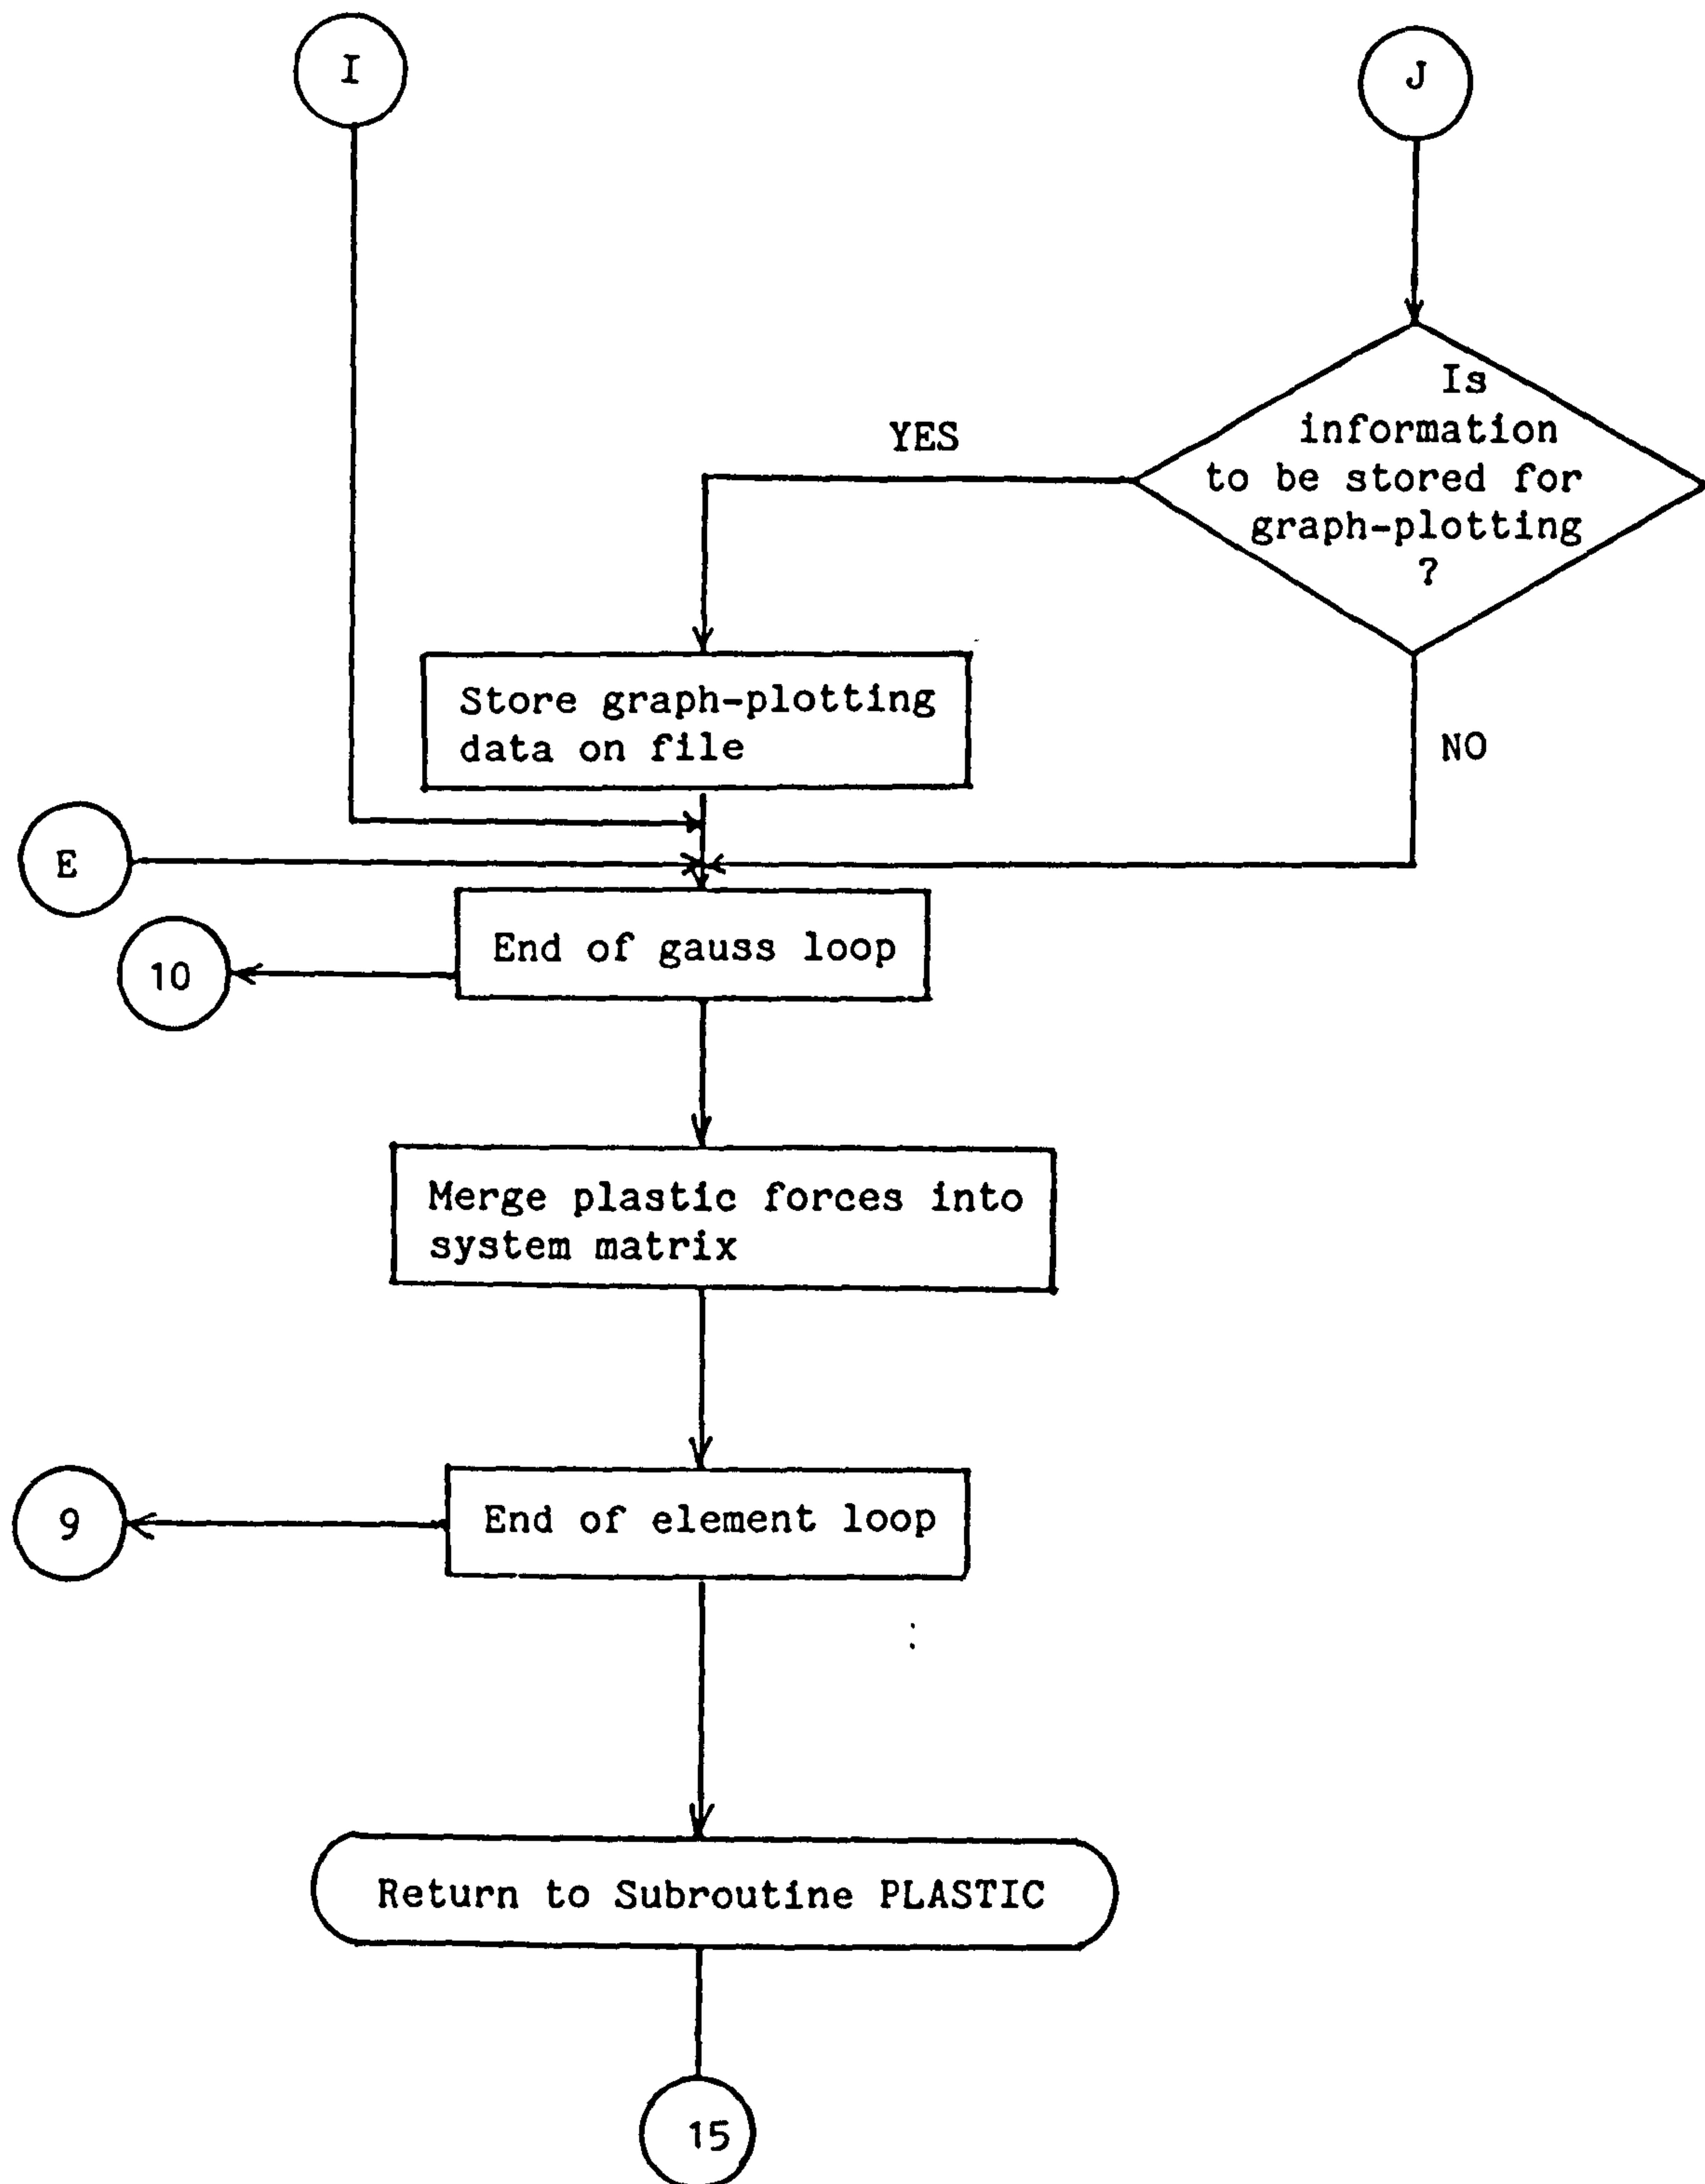 I
J
Is
information
to be stored for
graph-plotting
?
YES
Store graph-plotting
data on file
NO
E
End of gauss loop
10
Merge plastic forces into
system matrix
9
End of element loop
Return to Subroutine PLASTIC
15